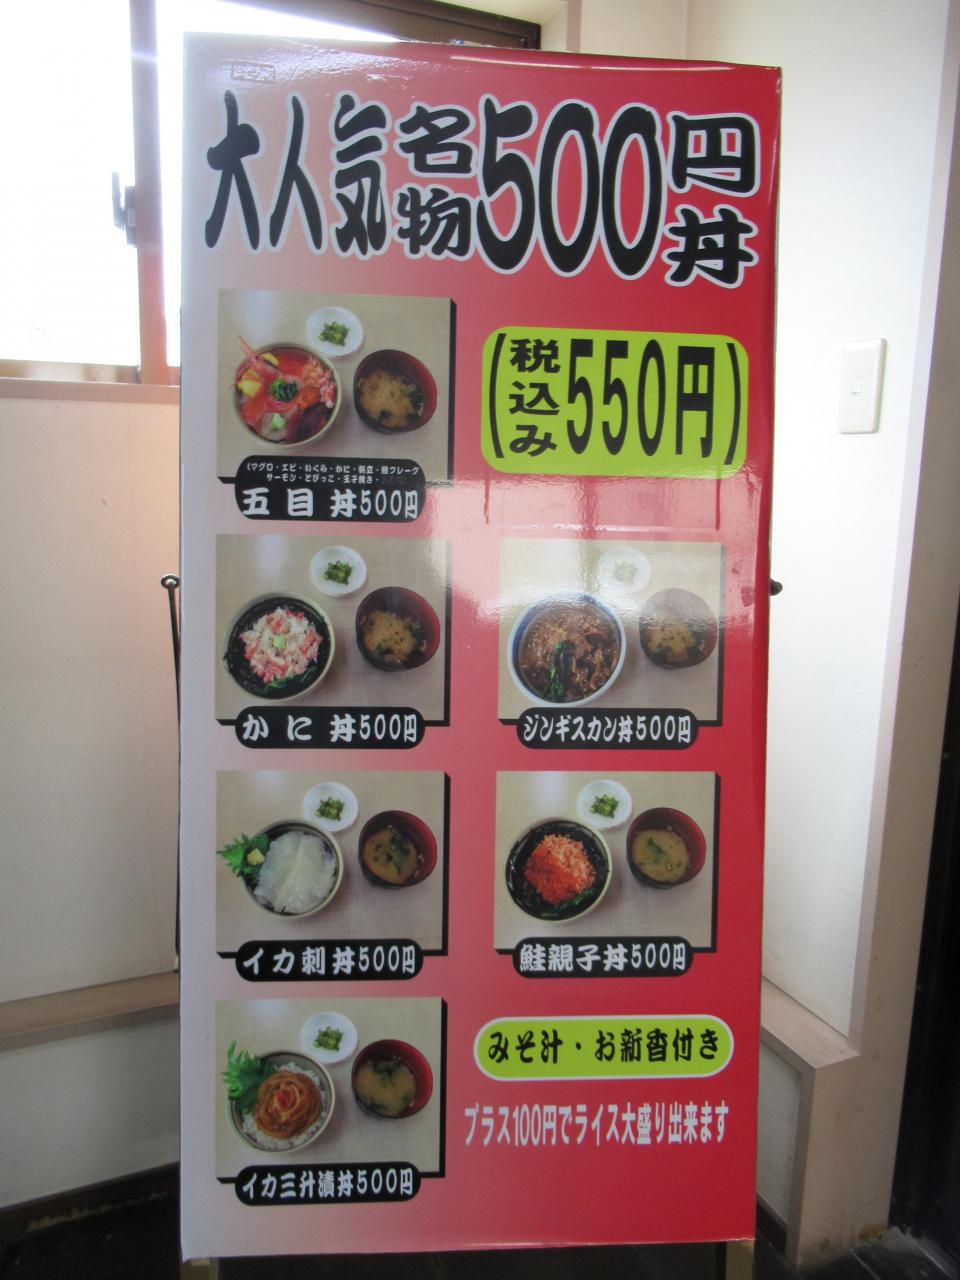 大人気名物500円丼
(税込み550円)
(マグロ・エビ・いくら・かに・帆立・鮭フレーク
サーモン・とびっこ・玉子焼き・
五目丼500円
かに丼500円
ジンギスカン丼500円
イカ刺丼500円
鮭親子丼500円
イカ三升漬丼500円
みそ汁・お新香付き
プラス100円でライス大盛り出来ます